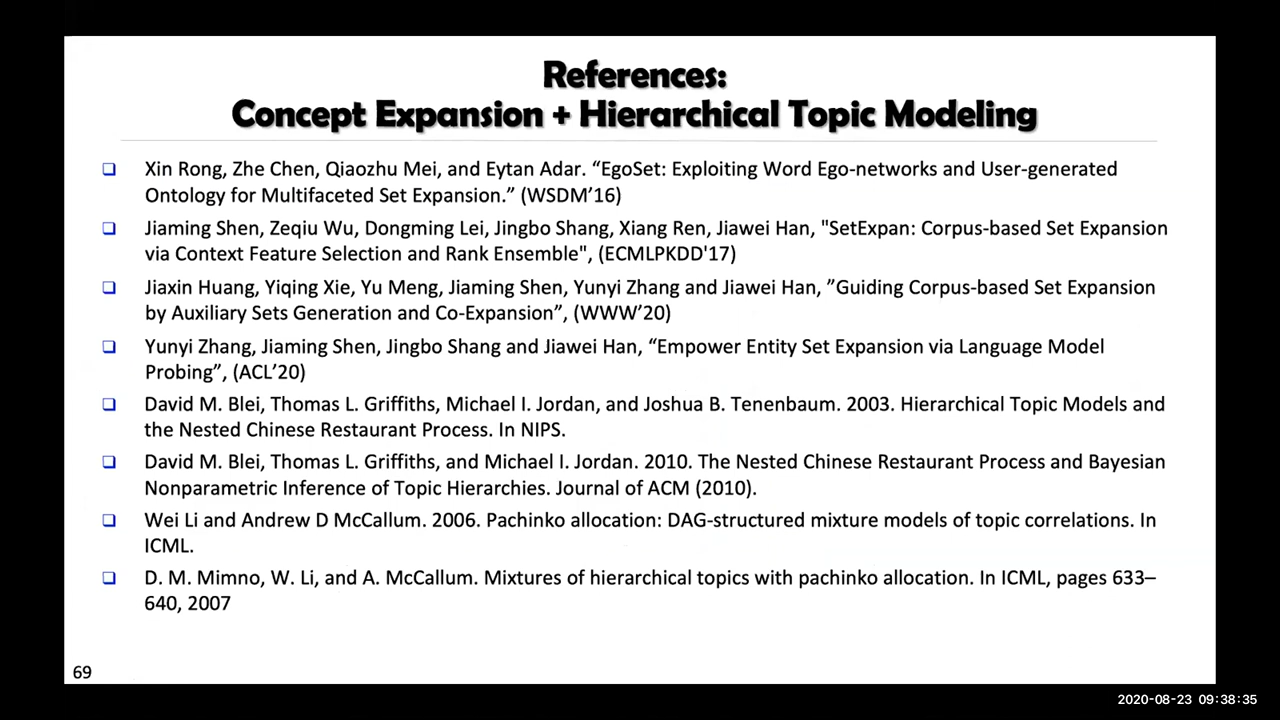 References:
Concept Expansion + Hierarchical Topic Modeling
❑ Xin Rong, Zhe Chen, Qiaozhu Mei, and Eytan Adar. “EgoSet: Exploiting Word Ego-networks and User-generated
Ontology for Multifaceted Set Expansion.” (WSDM’16)
❑ Jiaming Shen, Zeqiu Wu, Dongming Lei, Jingbo Shang, Xiang Ren, Jiawei Han, "SetExpan: Corpus-based Set Expansion
via Context Feature Selection and Rank Ensemble", (ECMLPKDD'17)
❑ Jiaxin Huang, Yiqing Xie, Yu Meng, Jiaming Shen, Yunyi Zhang and Jiawei Han, ”Guiding Corpus-based Set Expansion
by Auxiliary Sets Generation and Co-Expansion”, (WWW’20)
❑ Yunyi Zhang, Jiaming Shen, Jingbo Shang and Jiawei Han, “Empower Entity Set Expansion via Language Model
Probing”, (ACL’20)
❑ David M. Blei, Thomas L. Griffiths, Michael I. Jordan, and Joshua B. Tenenbaum. 2003. Hierarchical Topic Models and
the Nested Chinese Restaurant Process. In NIPS.
❑ David M. Blei, Thomas L. Griffiths, and Michael I. Jordan. 2010. The Nested Chinese Restaurant Process and Bayesian
Nonparametric Inference of Topic Hierarchies. Journal of ACM (2010).
❑ Wei Li and Andrew D McCallum. 2006. Pachinko allocation: DAG-structured mixture models of topic correlations. In
ICML.
❑ D. M. Mimno, W. Li, and A. McCallum. Mixtures of hierarchical topics with pachinko allocation. In ICML, pages 633–
640, 2007
69
2020-08-23 09:38:35